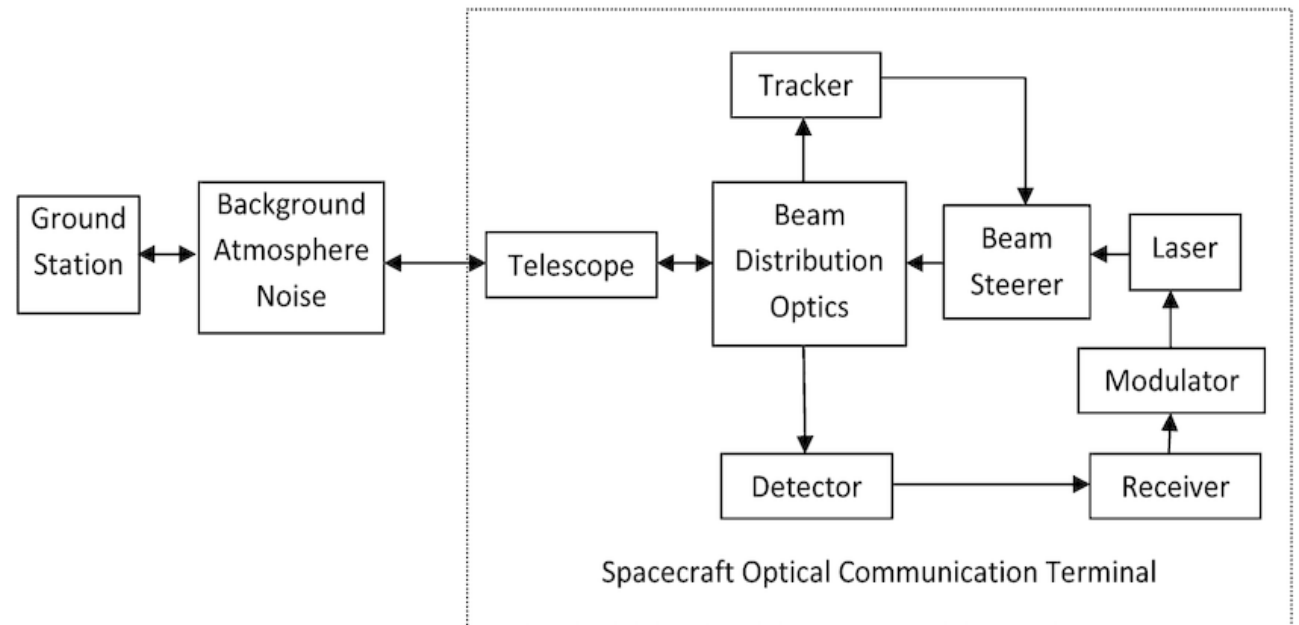 Ground
Station
Background
Atmosphere
Noise
Telescope
Tracker
Beam
Distribution
Optics
Beam
Steerer
Laser
Modulator
Detector
Receiver
Spacecraft Optical Communication Terminal